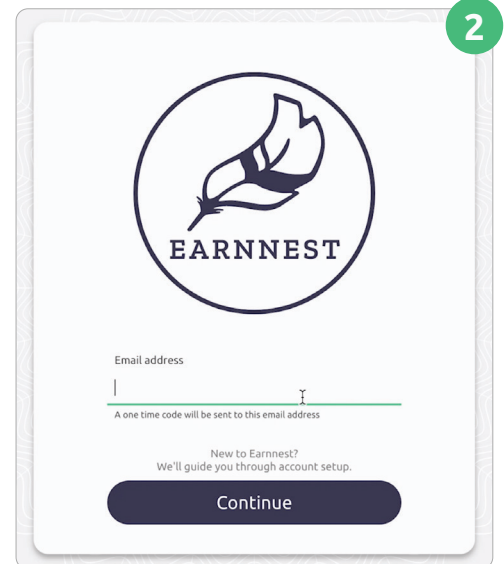 2
EARNNEST
Email address
A one time code will be sent to this email address
New to Earnnest?
We'll guide you through account setup.
Continue